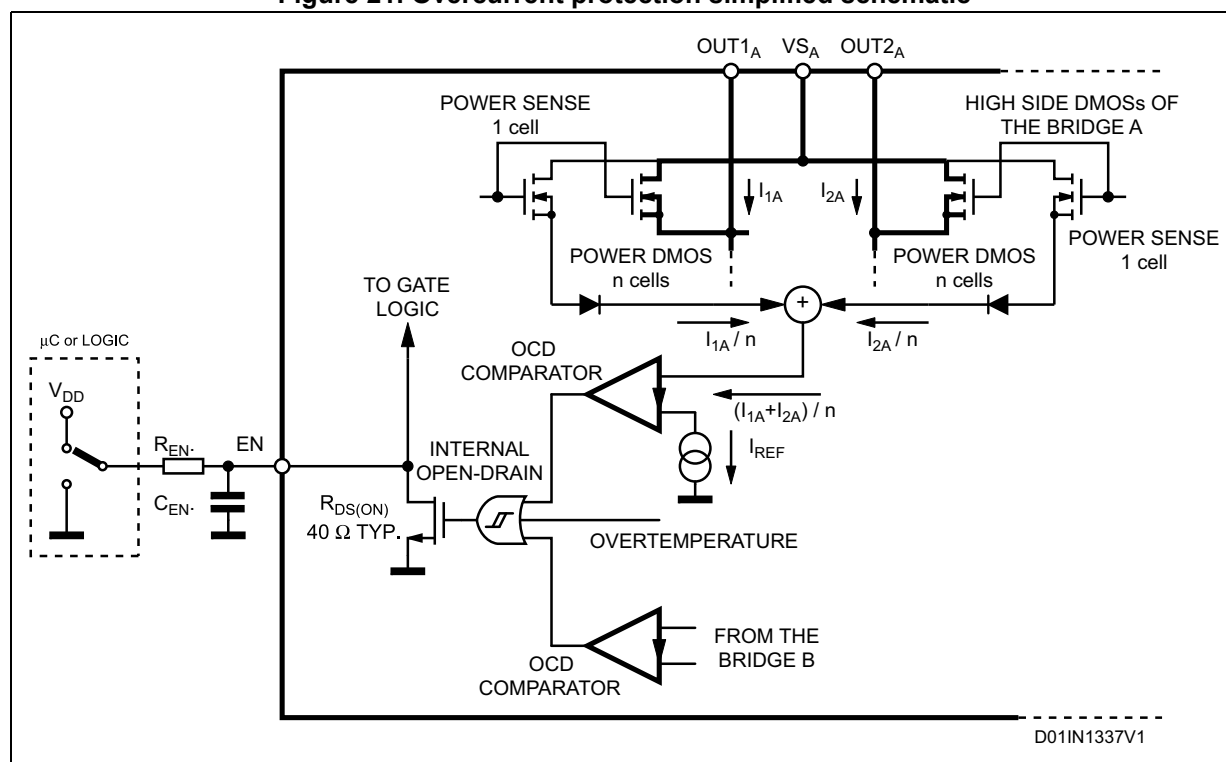 Figure 21. Overcurrent protection simplified schematic
OUT1A VSA OUT2A
POWER SENSE
1 cell
HIGH SIDE DMOSs OF
THE BRIDGE A
I1A
I2A
POWER DMOS
n cells
POWER DMOS
n cells
POWER SENSE
1 cell
TO GATE
LOGIC
+
I1A / n
I2A / n
μC or LOGIC
VDD
OCD
COMPARATOR
(I1A+I2A) / n
IREF
REN.
EN
INTERNAL
OPEN-DRAIN
CEN.
RDS(ON)
40 Ω TYP.
OVERTEMPERATURE
OCD
COMPARATOR
FROM THE
BRIDGE B
D01IN1337V1